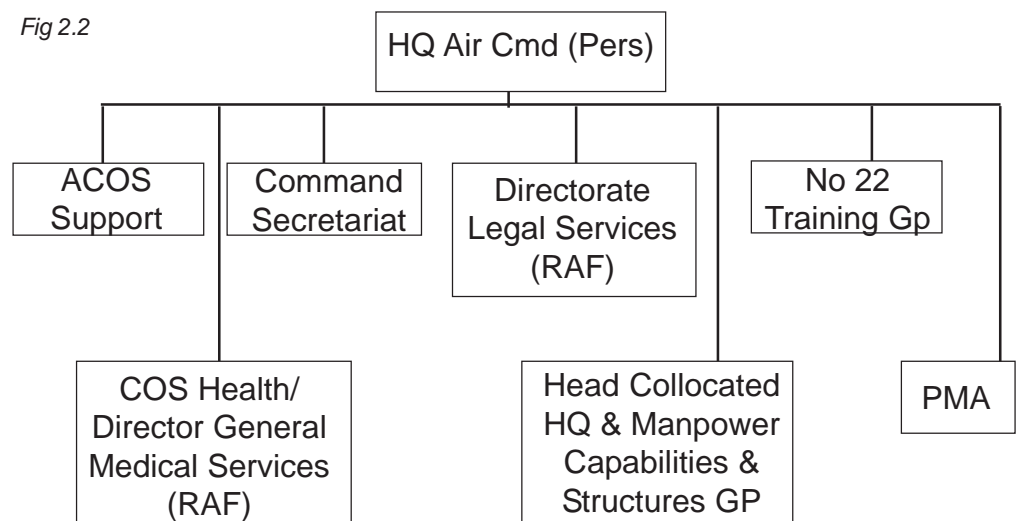 Fig 2.2
HQ Air Cmd (Pers)
ACOS
Support
Command
Secretariat
Directorate
Legal Services
(RAF)
No 22
Training Gp
COS Health/
Director General
Medical Services
(RAF)
Head Collocated
HQ & Manpower
Capabilities &
Structures GP
PMA